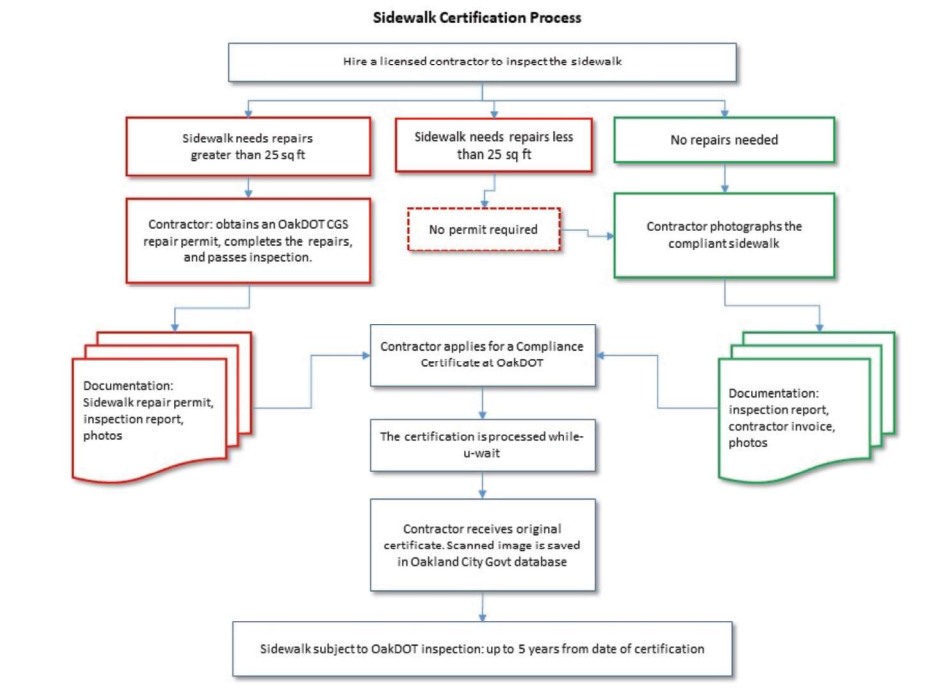 Sidewalk Certification Process
Hire a licensed contractor to inspect the sidewalk
Sidewalk needs repairs
greater than 25 sq ft
Sidewalk needs repairs less
than 25 sq ft
No repairs needed
Contractor: obtains an OakDOT CGS
repair permit, completes the repairs,
and passes inspection.
No permit required
Contractor photographs the
compliant sidewalk
Contractor applies for a Compliance
Certificate at OakDOT
Documentation:
Sidewalk repair permit,
inspection report,
photos
Documentation:
inspection report,
contractor invoice,
photos
The certification is processed while-
u-wait
Contractor receives original
certificate. Scanned image is saved
in Oakland City Govt database
Sidewalk subject to OakDOT inspection: up to 5 years from date of certification